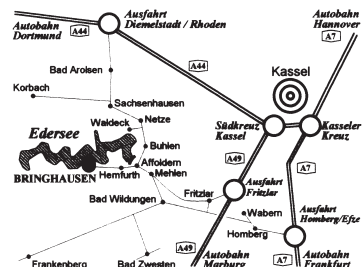 Autobahn
Dortmund
A44
Ausfahrt
Diemelstadt / Rhoden
Autobahn
Hannover
A7
Bad Arolsen
A44
Kassel
Korbach
Sachsenhausen
Netze
Waldeck
Südkreuz
Kassel
Kasseler
Kreuz
Edersee
Buhlen
Affoldern
A49
A7
BRINGHAUSEN
Hemfurth
Mehlen
Ausfahrt
Fritzlar
Fritzlar
Bad Wildungen
Wabern
Ausfahrt
Homberg/Efze
Homberg
A49
A7
Frankenberg
Bad Zwesten
Autobahn
Marburg
Autobahn
Frankfurt